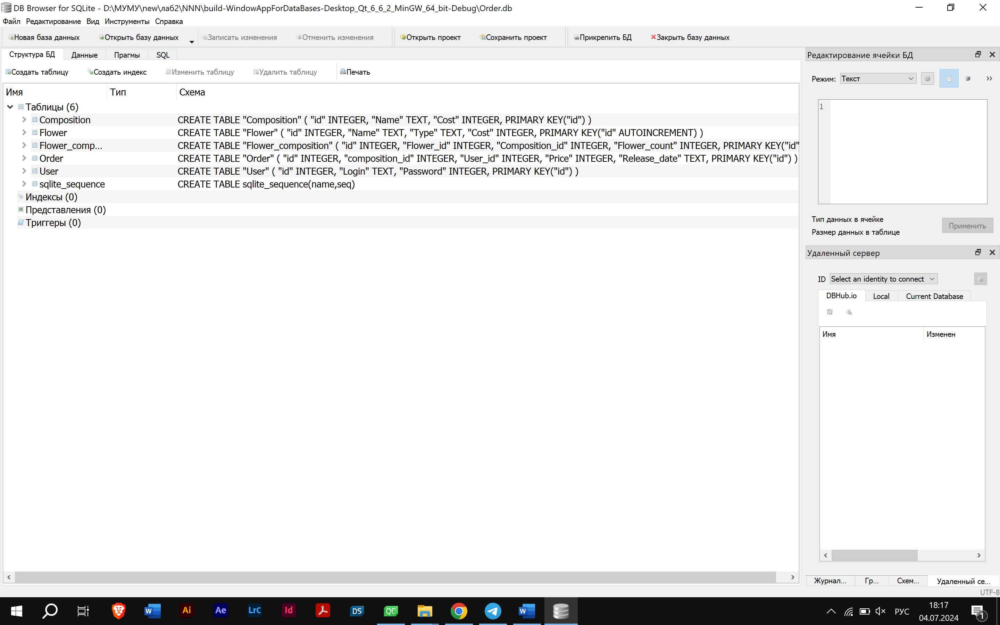 DB Browser for SQLite - D:\МУМУ\new\лаб2\NNN\build-WindowAppForDataBases-Desktop_Qt_6_6_2_MinGW_64_bit-Debug\Order.db
Файл Редактирование Вид Инструменты Справка
Новая база данных Открыть базу данных Записать изменения Отменить изменения Открыть проект Сохранить проект Прикрепить БД Закрыть базу данных
Структура БД Данные Прагмы SQL
Создать таблицу Создать индекс Изменить таблицу Удалить таблицу Печать
Имя Тип Схема
Таблицы (6)
Composition CREATE TABLE "Composition" ( "id" INTEGER, "Name" TEXT, "Cost" INTEGER, PRIMARY KEY("id") )
Flower CREATE TABLE "Flower" ( "id" INTEGER, "Name" TEXT, "Type" TEXT, "Cost" INTEGER, PRIMARY KEY("id" AUTOINCREMENT) )
Flower_comp... CREATE TABLE "Flower_composition" ( "id" INTEGER, "Flower_id" INTEGER, "Composition_id" INTEGER, "Flower_count" INTEGER, PRIMARY KEY("id"
Order CREATE TABLE "Order" ( "id" INTEGER, "composition_id" INTEGER, "User_id" INTEGER, "Price" INTEGER, "Release_date" TEXT, PRIMARY KEY("id") )
User CREATE TABLE "User" ( "id" INTEGER, "Login" TEXT, "Password" INTEGER, PRIMARY KEY("id") )
sqlite_sequence CREATE TABLE sqlite_sequence(name,seq)
Индексы (0)
Представления (0)
Триггеры (0)
Редактирование ячейки БД
Режим: Текст
1
Тип данных в ячейке
Размер данных в таблице
Применить
Удаленный сервер
ID Select an identity to connect
DBHub.io Local Current Database
Имя Изменен
Журнал... Гр... Схем... Удаленный се...
UTF-8
W Ai Ae LrC Id DS QC W
РУС
18:17
04.07.2024
1